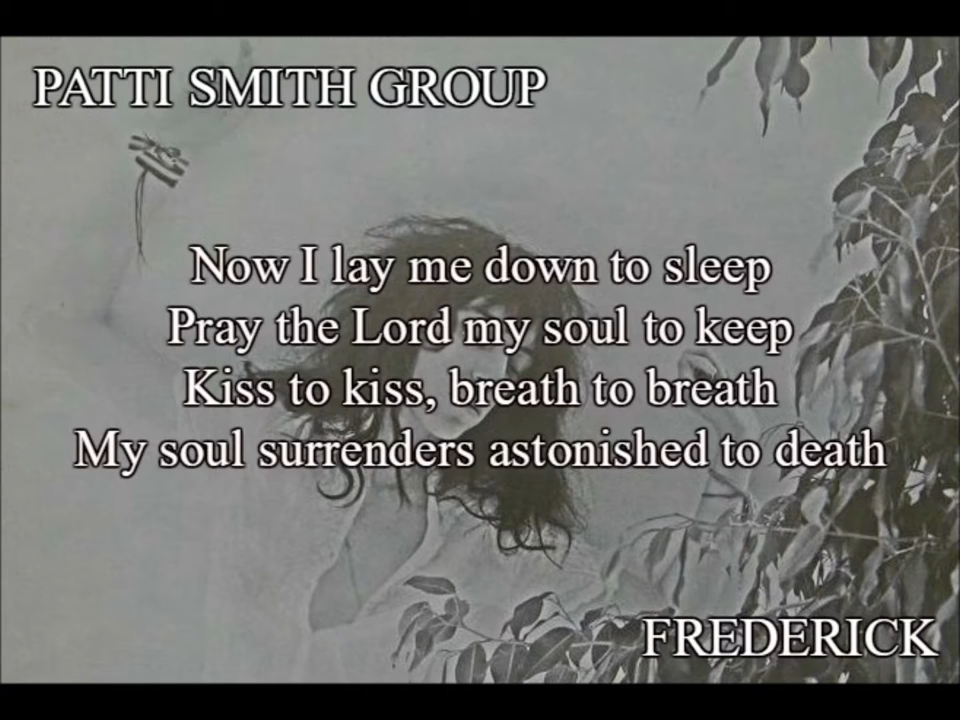 PATTI SMITH GROUP
Now I lay me down to sleep
Pray the Lord my soul to keep
Kiss to kiss, breath to breath
My soul surrenders astonished to death
FREDERICK